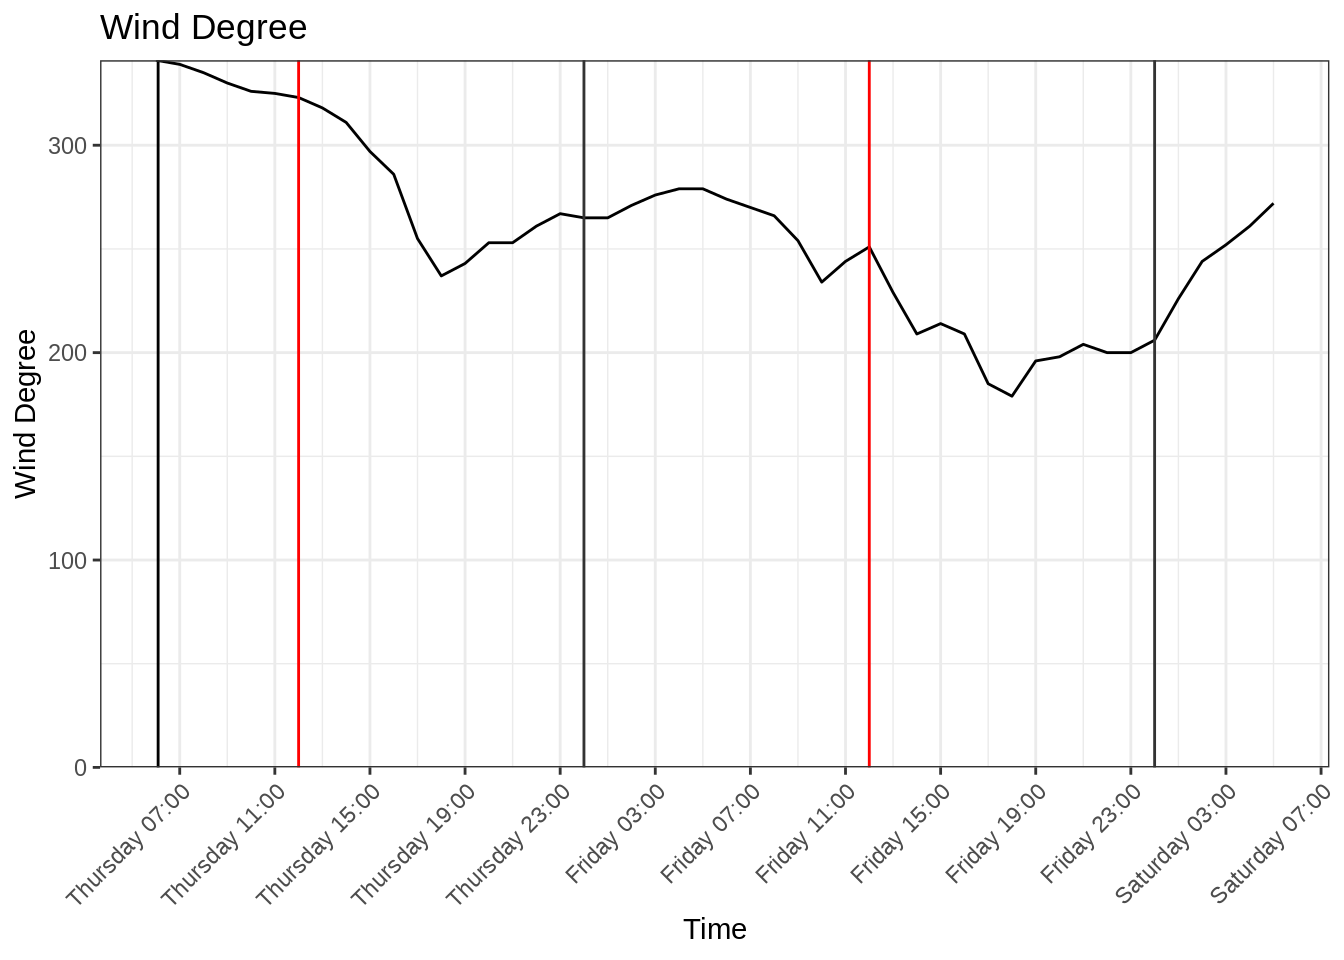 Wind Degree
Wind Degree
300
200
100
0
Thursday 07:00
Thursday 11:00
Thursday 15:00
Thursday 19:00
Thursday 23:00
Friday 03:00
Friday 07:00
Friday 11:00
Friday 15:00
Friday 19:00
Friday 23:00
Saturday 03:00
Saturday 07:00
Time